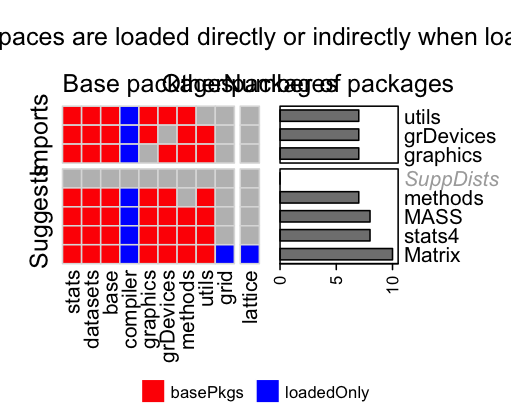 paces are loaded directly or indirectly when loa
Base packages Other packages Number of packages
Imports
Suggests
utils
grDevices
graphics
SuppDists
methods
MASS
stats4
Matrix
stats
datasets
base
compiler
graphics
grDevices
methods
utils
grid
lattice
0
5
10
basePkgs
loadedOnly